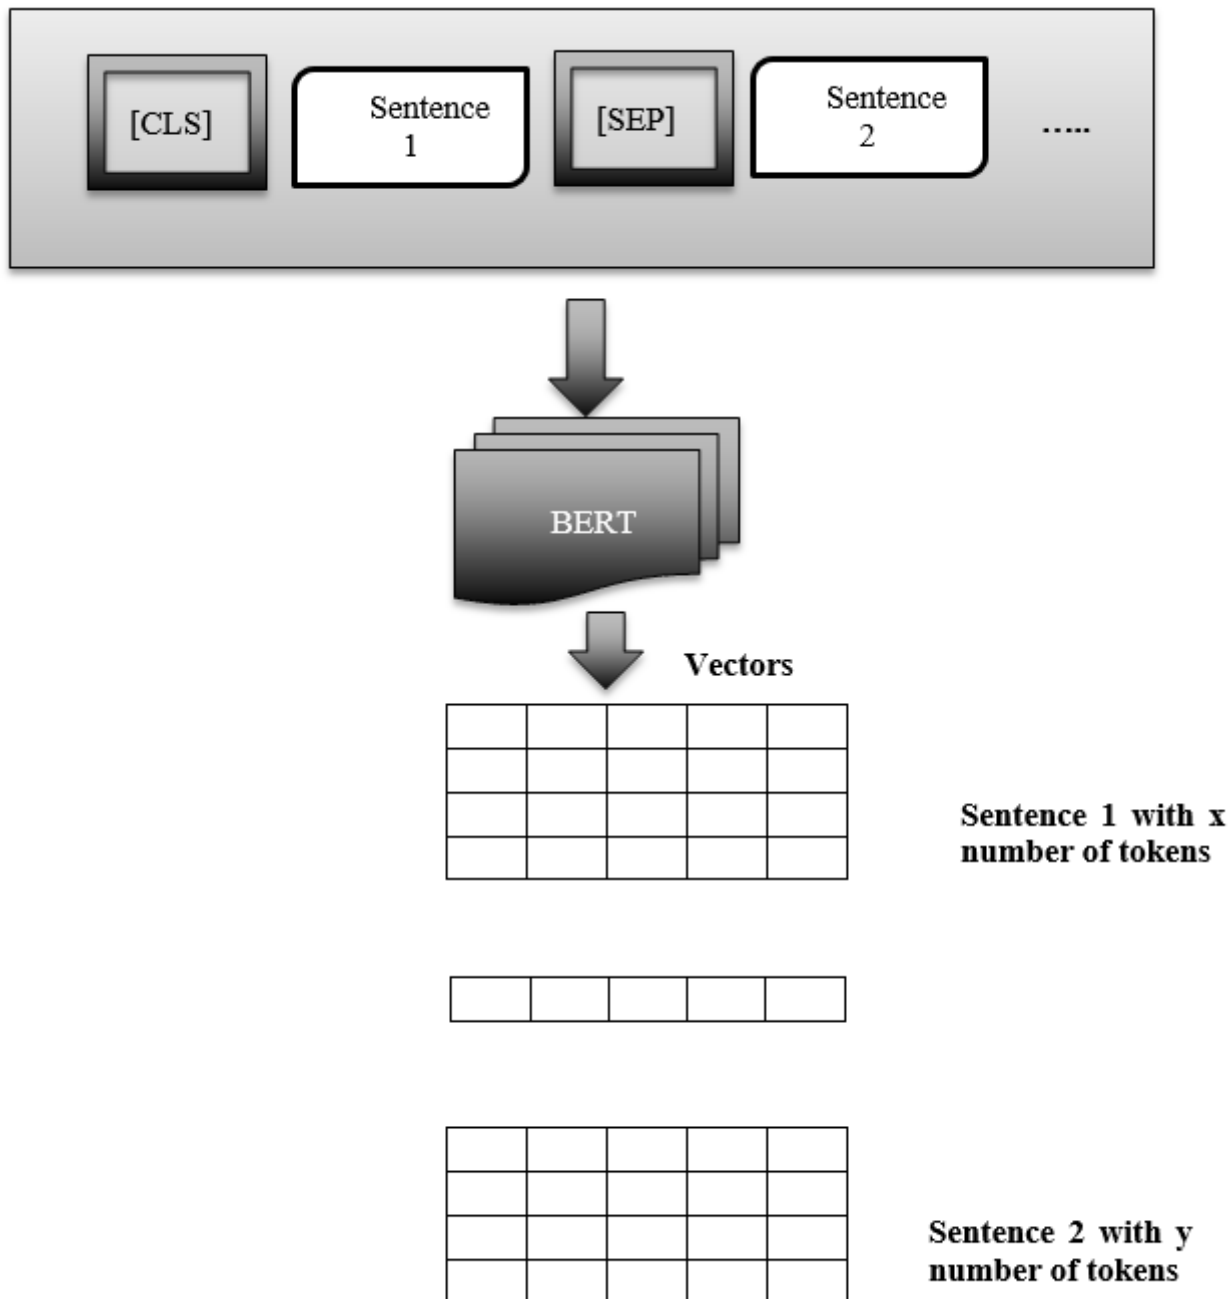 [CLS]
Sentence
1
[SEP]
Sentence
2
.....
BERT
Vectors
Sentence 1 with x
number of tokens
Sentence 2 with y
number of tokens